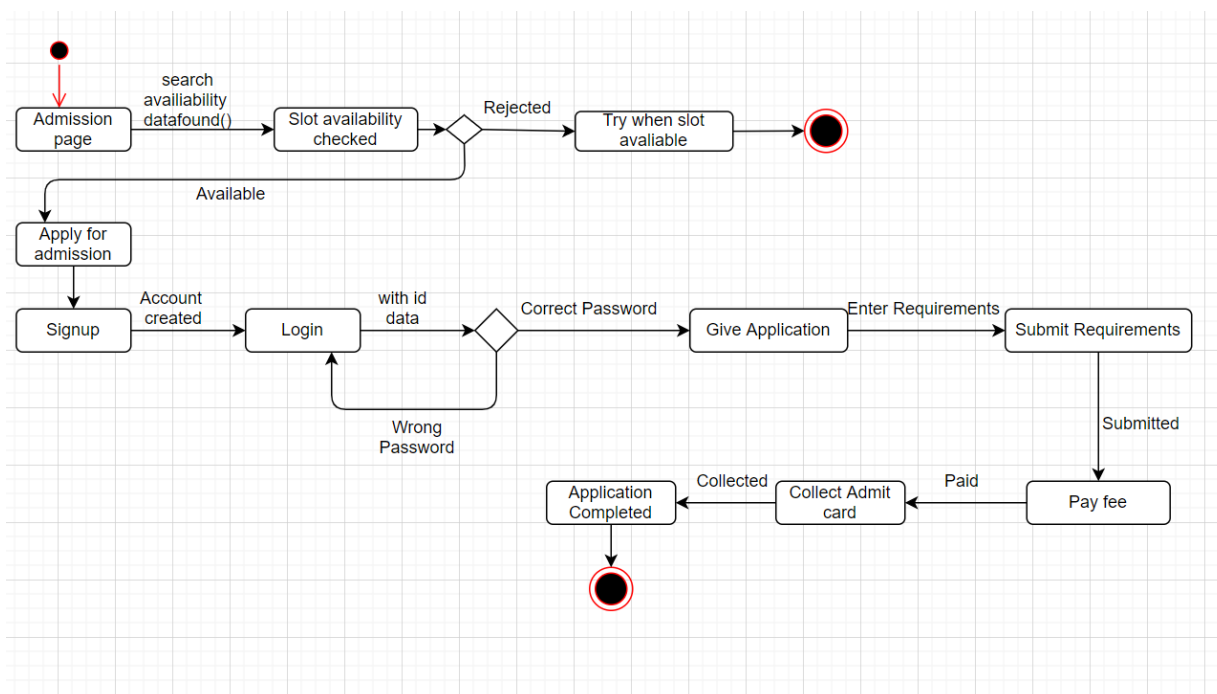 search
availiability
datafound()
Admission
page
Slot availability
checked
Rejected
Try when slot
avaliable
Available
Apply for
admission
Signup
Account
created
Login
with id
data
Correct Password
Give Application
Enter Requirements
Submit Requirements
Wrong
Password
Submitted
Pay fee
Paid
Collect Admit
card
Collected
Application
Completed